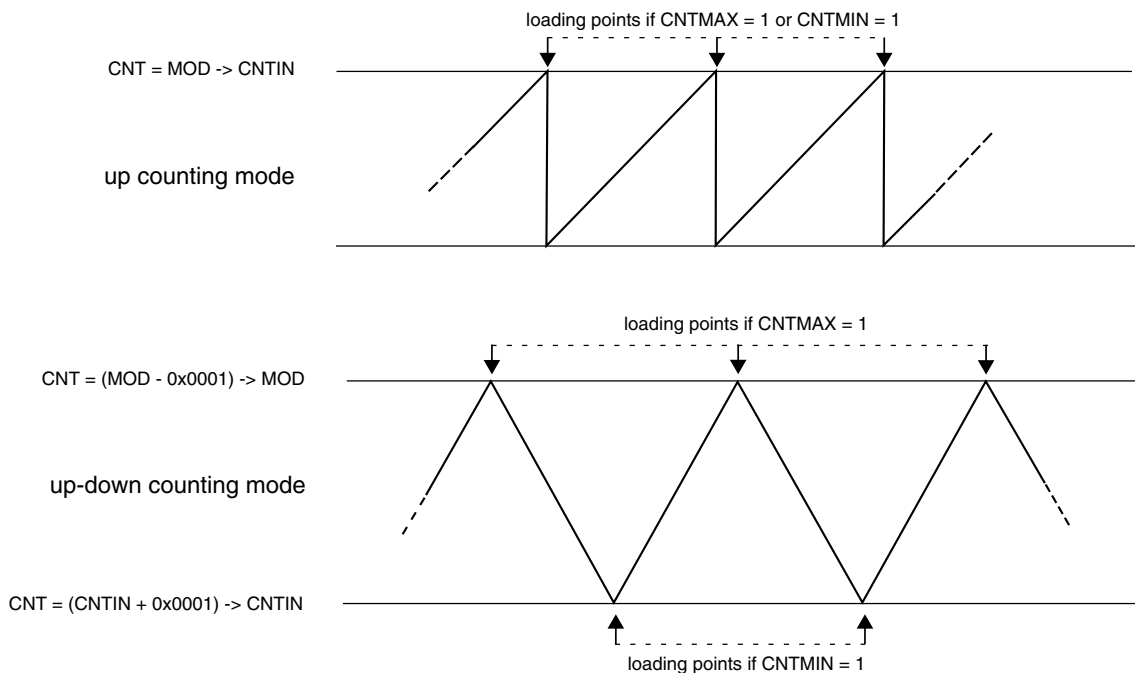 loading points if CNTMAX = 1 or CNTMIN = 1
CNT = MOD -> CNTIN
up counting mode
loading points if CNTMAX = 1
CNT = (MOD - 0x0001) -> MOD
up-down counting mode
CNT = (CNTIN + 0x0001) -> CNTIN
loading points if CNTMIN = 1